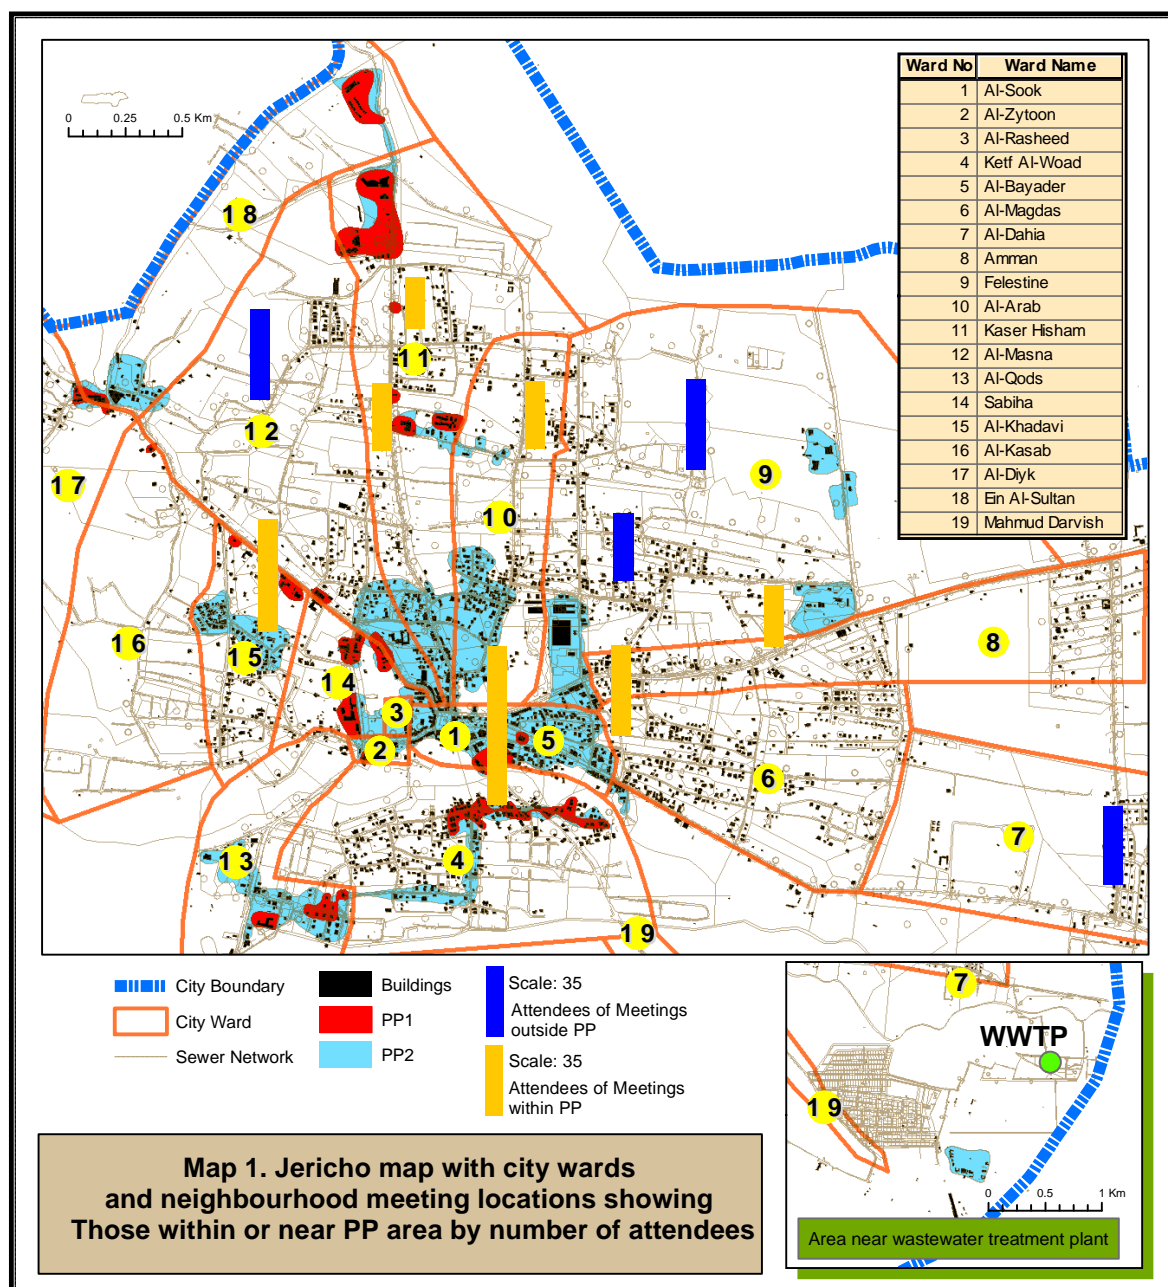 Ward No Ward Name
1 Al-Sook
2 Al-Zytoon
3 Al-Rasheed
4 Ketf Al-Woad
5 Al-Bayader
6 Al-Magdas
7 Al-Dahia
8 Amman
9 Felestine
10 Al-Arab
11 Kaser Hisham
12 Al-Masna
13 Al-Qods
14 Sabiha
15 Al-Khadavi
16 Al-Kasab
17 Al-Diyk
18 Ein Al-Sultan
19 Mahmud Darvish
0 0.25 0.5 Km
18
11
12
17
9
10
16
15
8
14
3
1
5
2
6
7
4
13
19
City Boundary
City Ward
Sewer Network
Buildings
PP1
PP2
Scale: 35
Attendees of Meetings
outside PP
Scale: 35
Attendees of Meetings
within PP
7
WWTP
19
0 0.5 1 Km
Area near wastewater treatment plant
Map 1. Jericho map with city wards
and neighbourhood meeting locations showing
Those within or near PP area by number of attendees